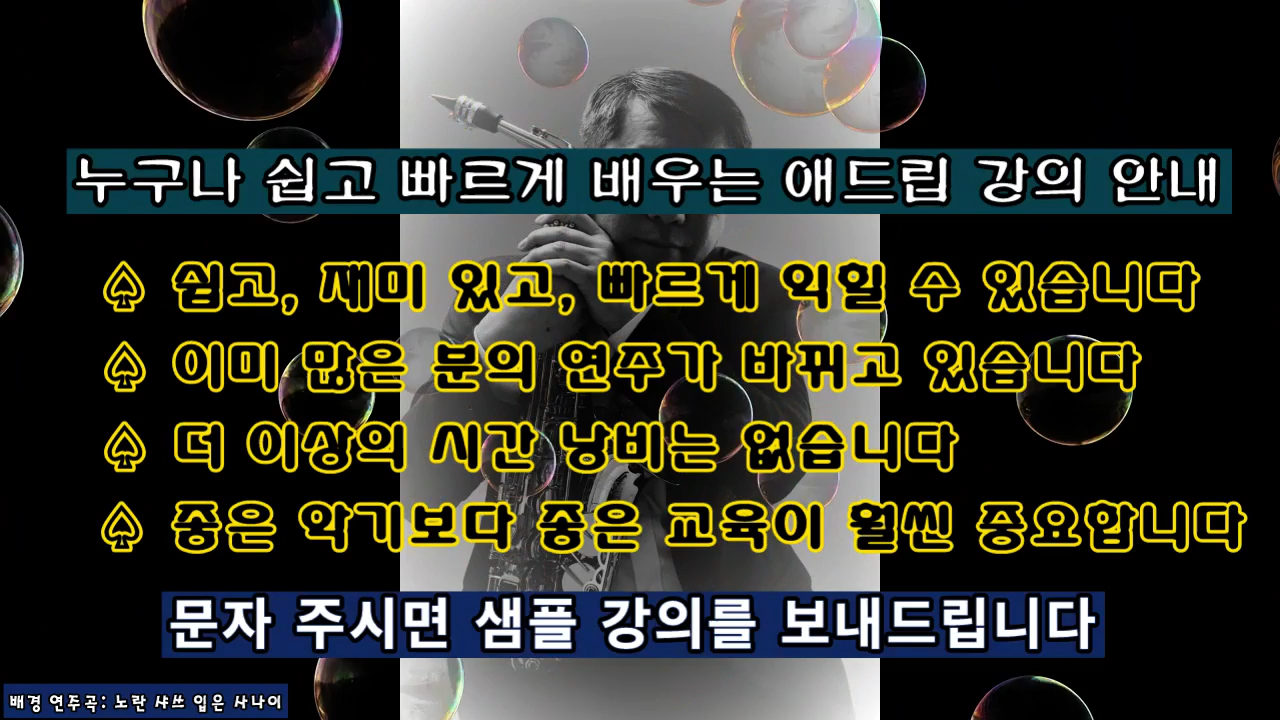 누구나 쉽고 빠르게 배우는 애드립 강의 안내
♤ 쉽고, 재미 있고, 빠르게 익힐 수 있습니다
♤ 이미 많은 분의 연주가 바뀌고 있습니다
♤ 더 이상의 시간 낭비는 없습니다
♤ 좋은 악기보다 좋은 교육이 훨씬 중요합니다
문자 주시면 샘플 강의를 보내드립니다
배경 연주곡: 노란 샤쓰 입은 사나이